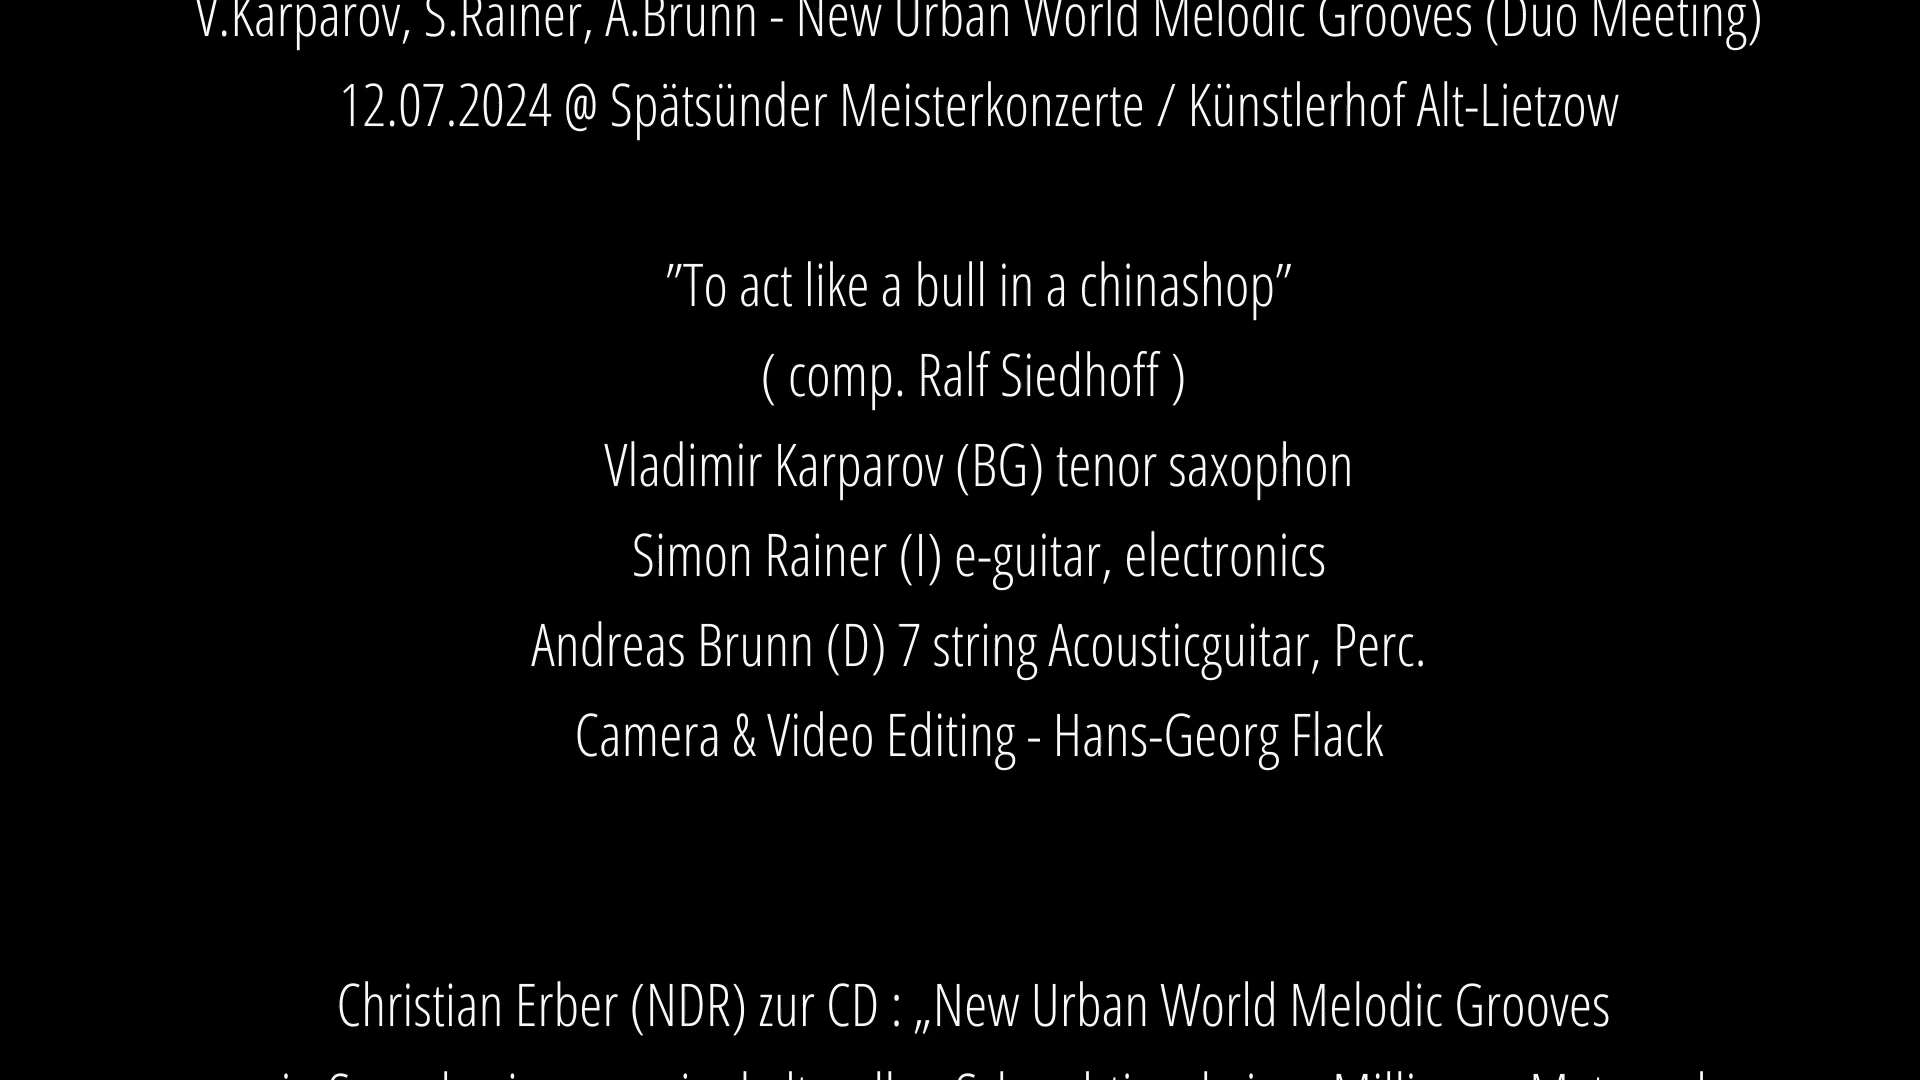 V.Karparov, S.Rainer, A.Brunn - New Urban World Melodic Grooves (Duo Meeting)
12.07.2024 @ Spätsünder Meisterkonzerte / Künstlerhof Alt-Lietzow
”To act like a bull in a chinashop”
( comp. Ralf Siedhoff )
Vladimir Karparov (BG) tenor saxophon
Simon Rainer (I) e-guitar, electronics
Andreas Brunn (D) 7 string Acousticguitar, Perc.
Camera & Video Editing - Hans-Georg Flack
Christian Erber (NDR) zur CD : „New Urban World Melodic Grooves